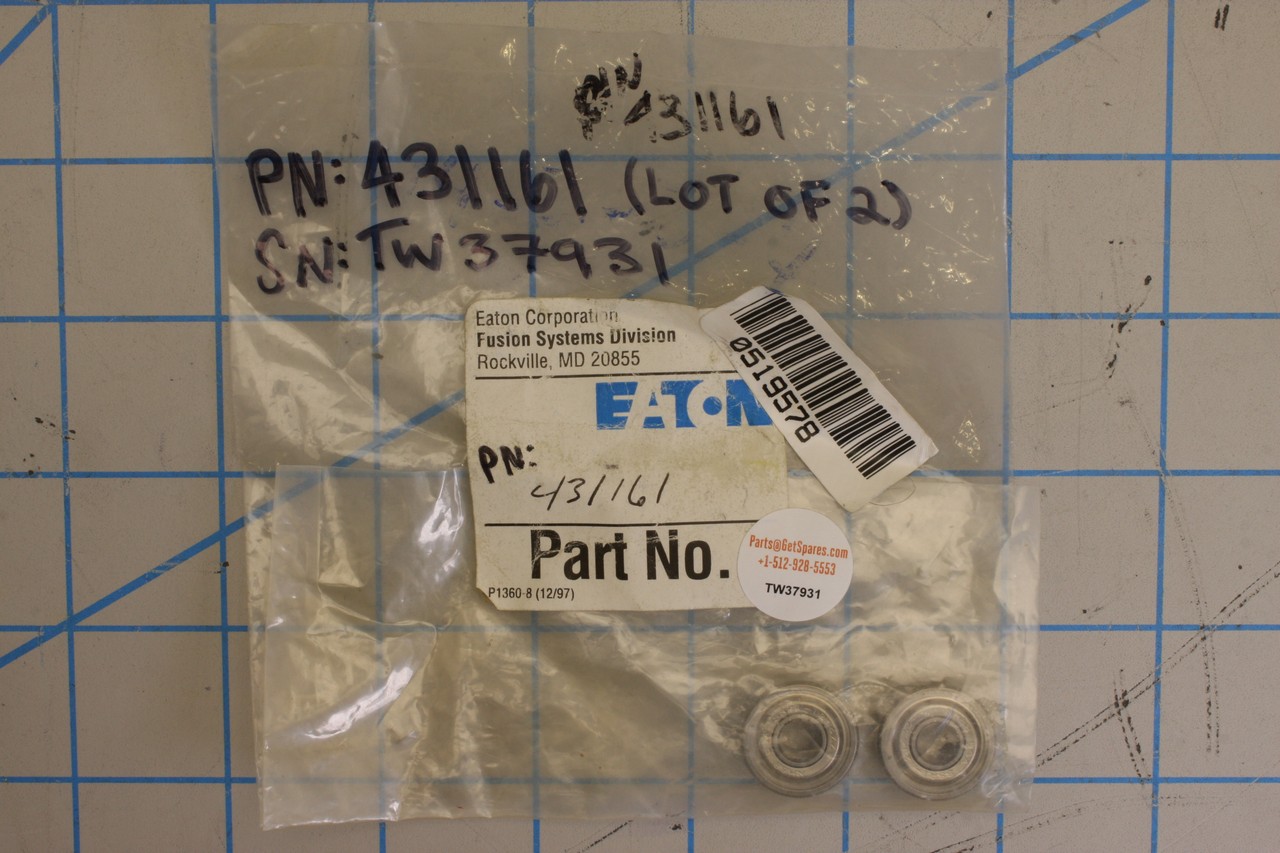 PN 431161
PN: 431161 (LOT OF 2)
SN: TW37931
Eaton Corporation
Fusion Systems Division
Rockville, MD 20855
EATON
0519578
PN:
431161
Part No.
P1360-8 (12/97)
Parts@GetSpares.com
+1-512-928-5553
TW37931